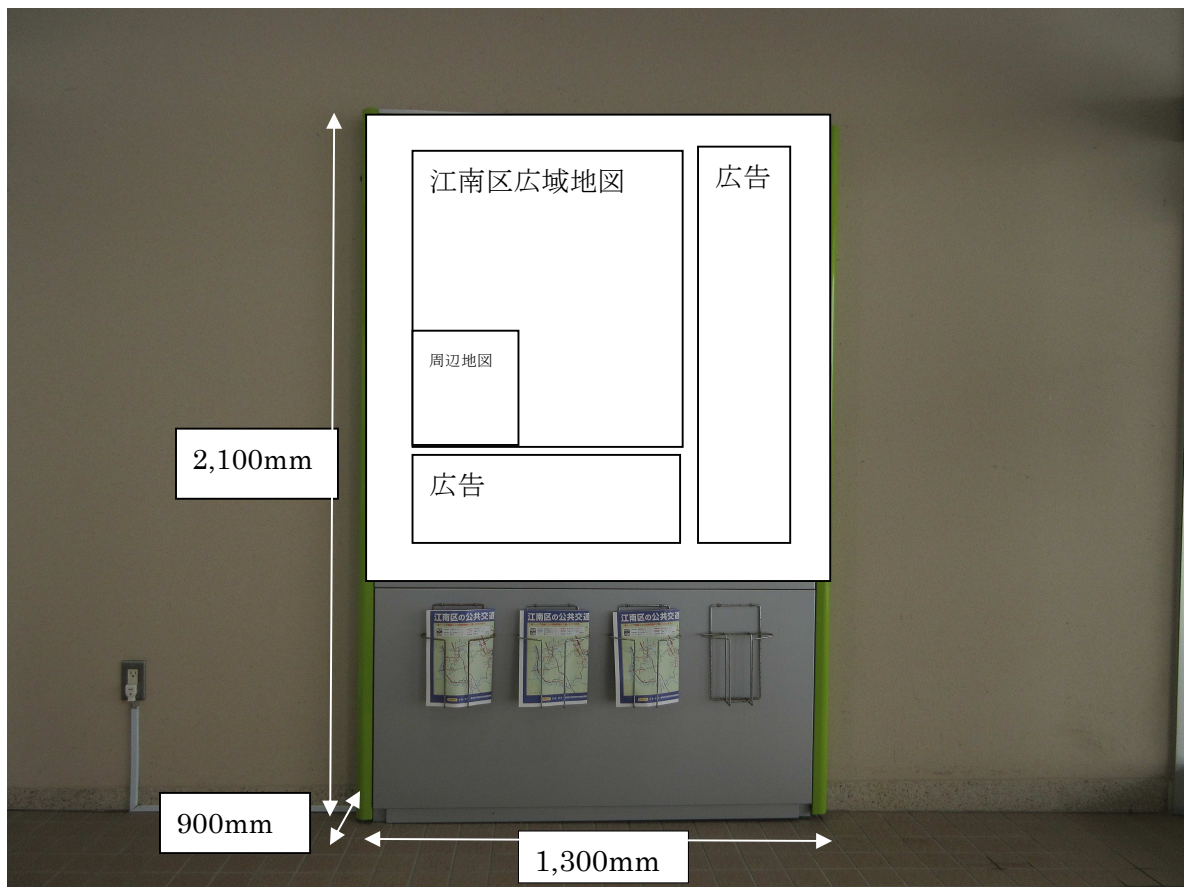 江南区広域地図
広告
周辺地図
2,100mm
広告
江南区の公共交通
江南区の公共交通
江南区の公共交通
900mm
1,300mm